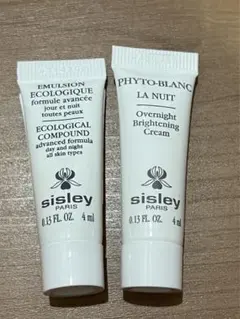 EMULSION
ECOLOGIQUE
formule avancée
jour et nuit
toutes peaux
ECOLOGICAL
COMPOUND
advanced formula
day and night
all skin types
sisley
PARIS
0.13 FL. OZ. 4 ml
PHYTO-BLANC
LA NUIT
Overnight
Brightening
Cream
sisley
PARIS
0.13 FL. OZ. 4 ml